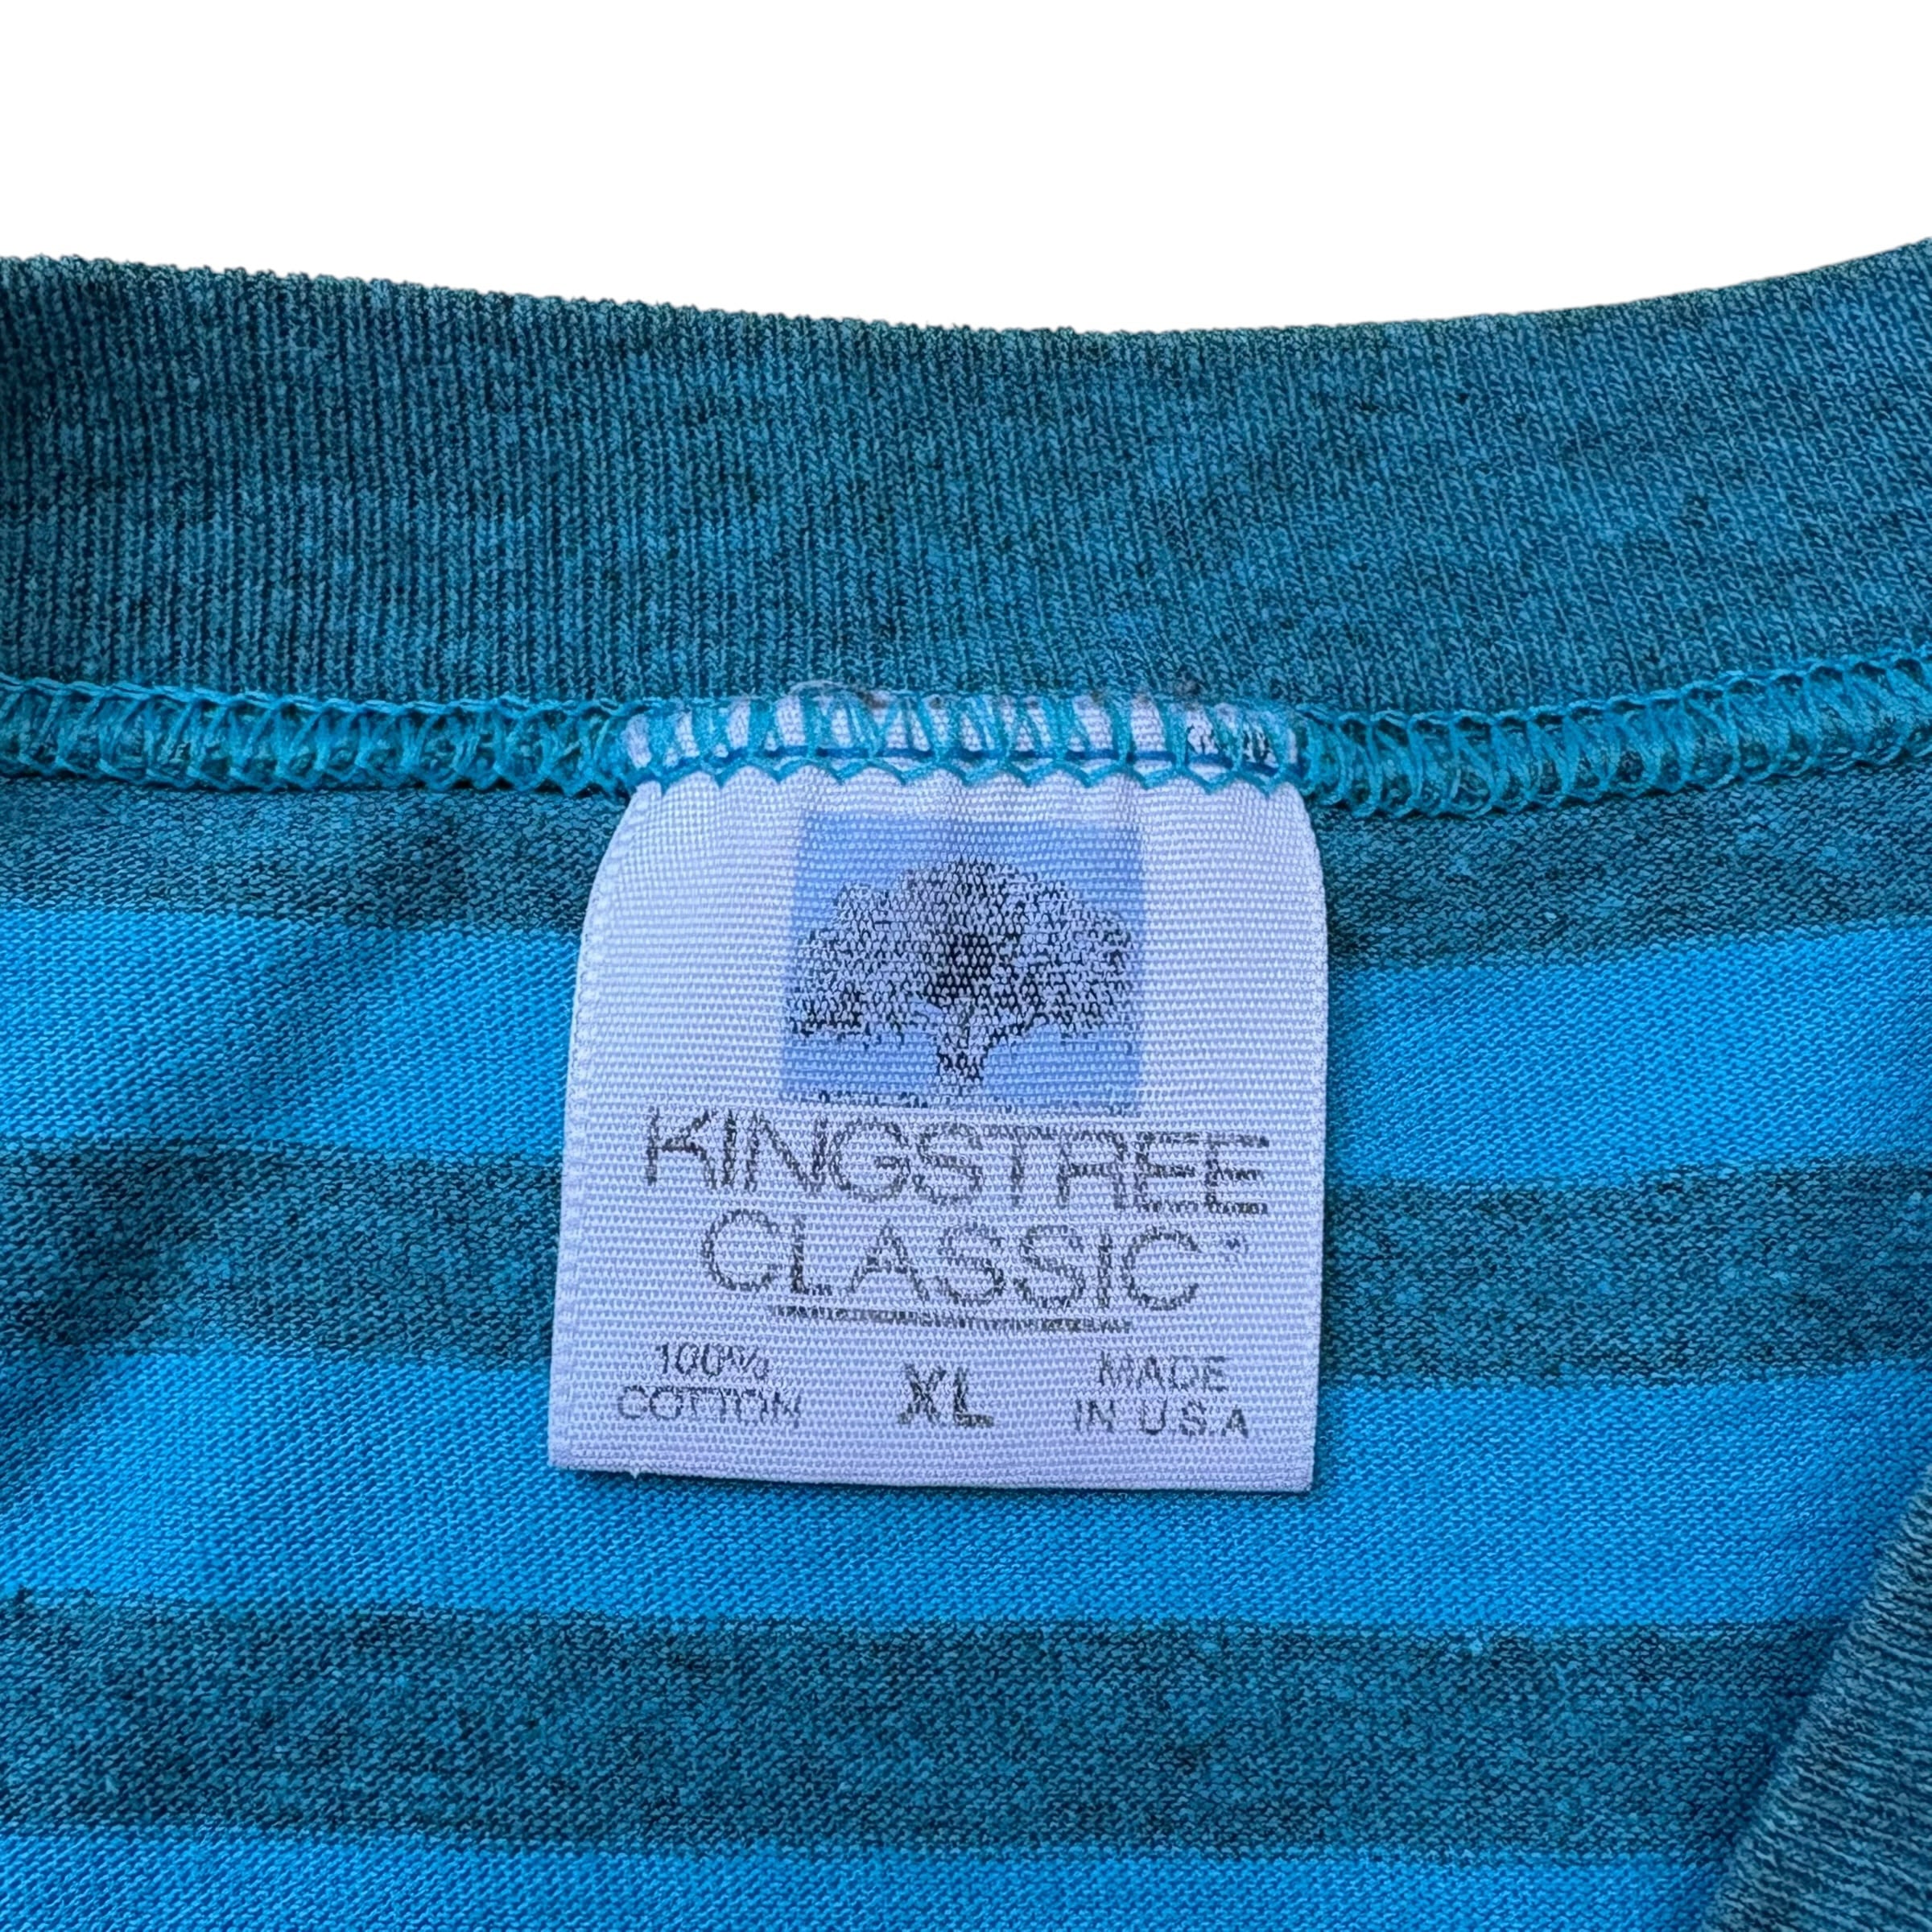 KINGSTREE
CLASSIC
100%
COTTON
XL
MADE
IN U.S.A